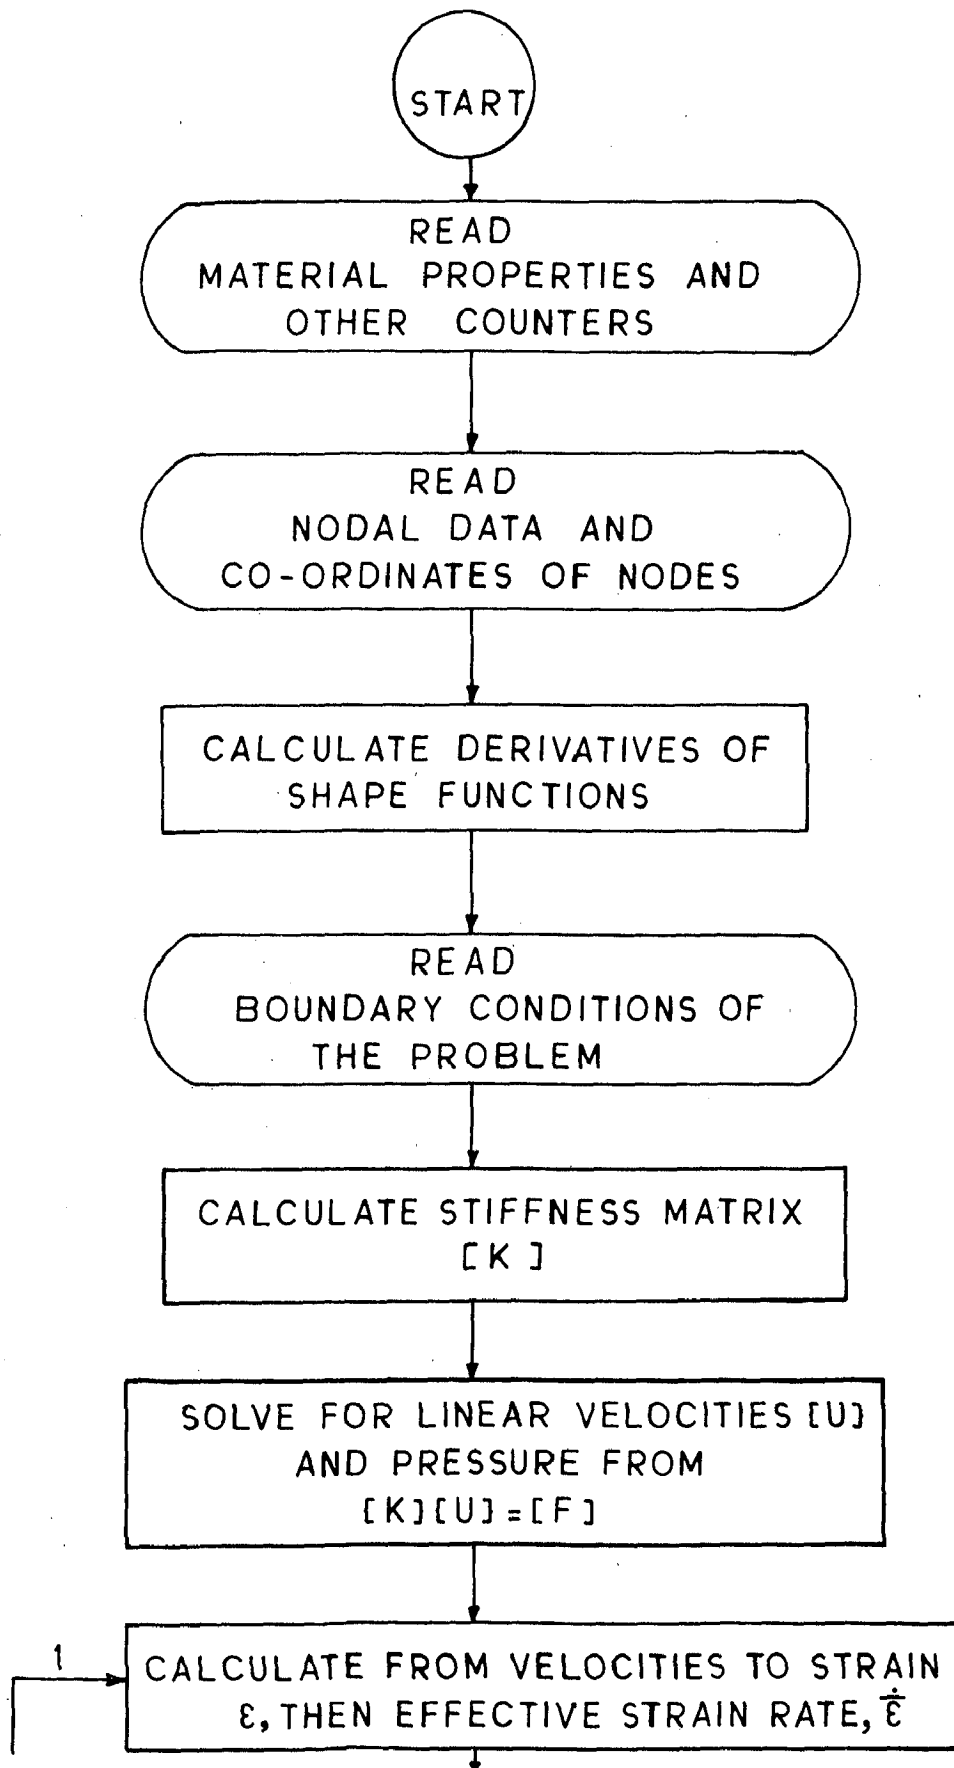 START
READ
MATERIAL PROPERTIES AND
OTHER COUNTERS
READ
NODAL DATA AND
CO-ORDINATES OF NODES
CALCULATE DERIVATIVES OF
SHAPE FUNCTIONS
READ
BOUNDARY CONDITIONS OF
THE PROBLEM
CALCULATE STIFFNESS MATRIX
[K]
SOLVE FOR LINEAR VELOCITIES [U]
AND PRESSURE FROM
[K][U]=[F]
1
CALCULATE FROM VELOCITIES TO STRAIN
ε, THEN EFFECTIVE STRAIN RATE, ε̄̇